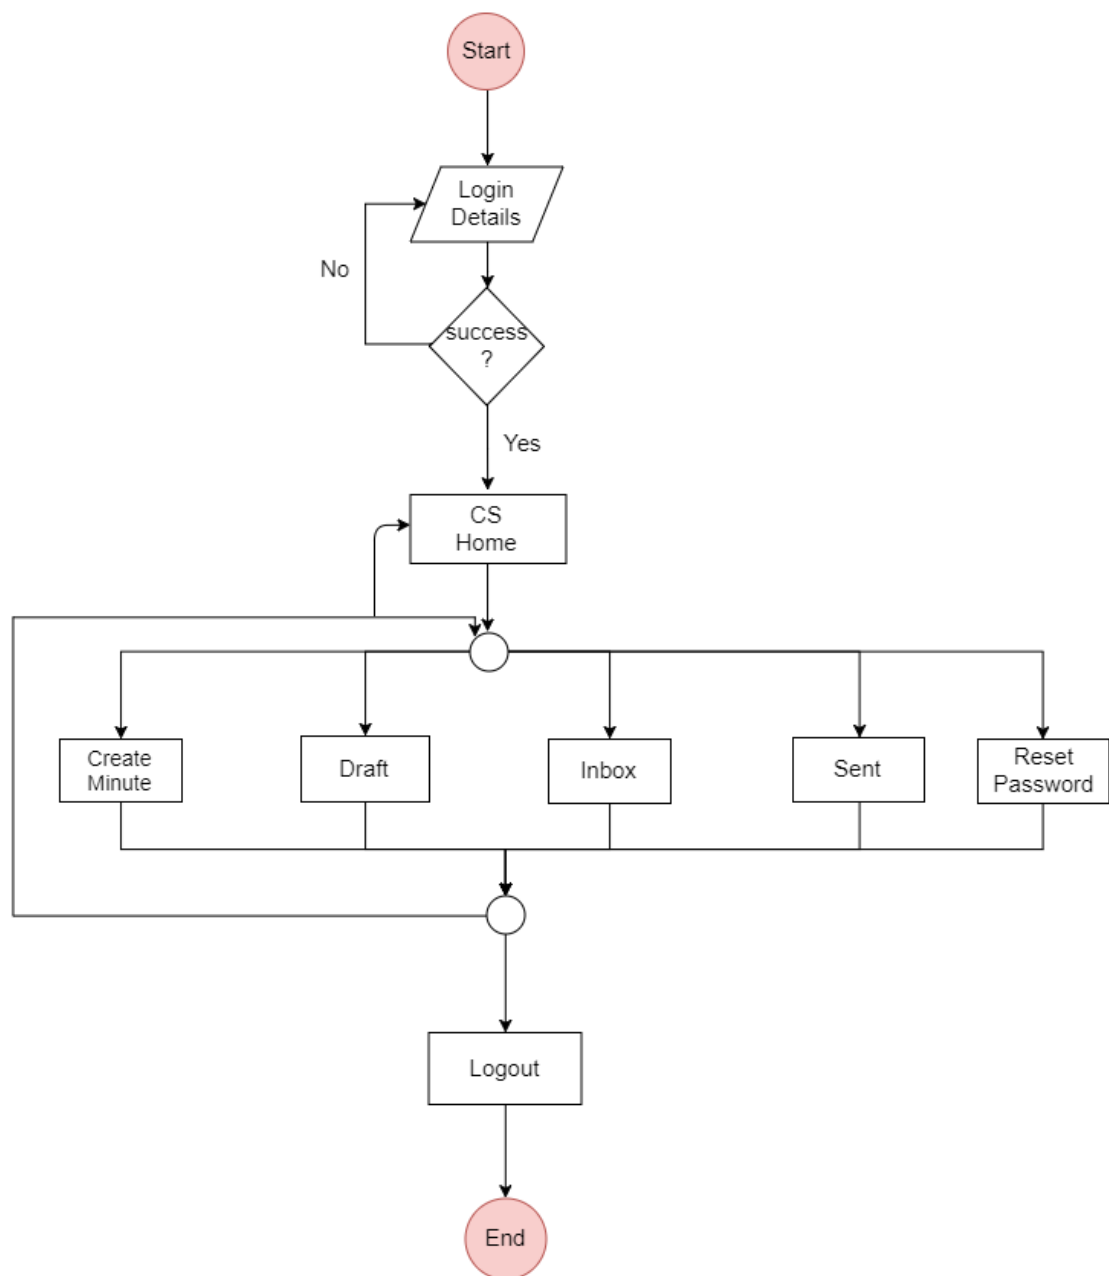 Start
Login
Details
No
success
?
Yes
CS
Home
Create
Minute
Draft
Inbox
Sent
Reset
Password
Logout
End